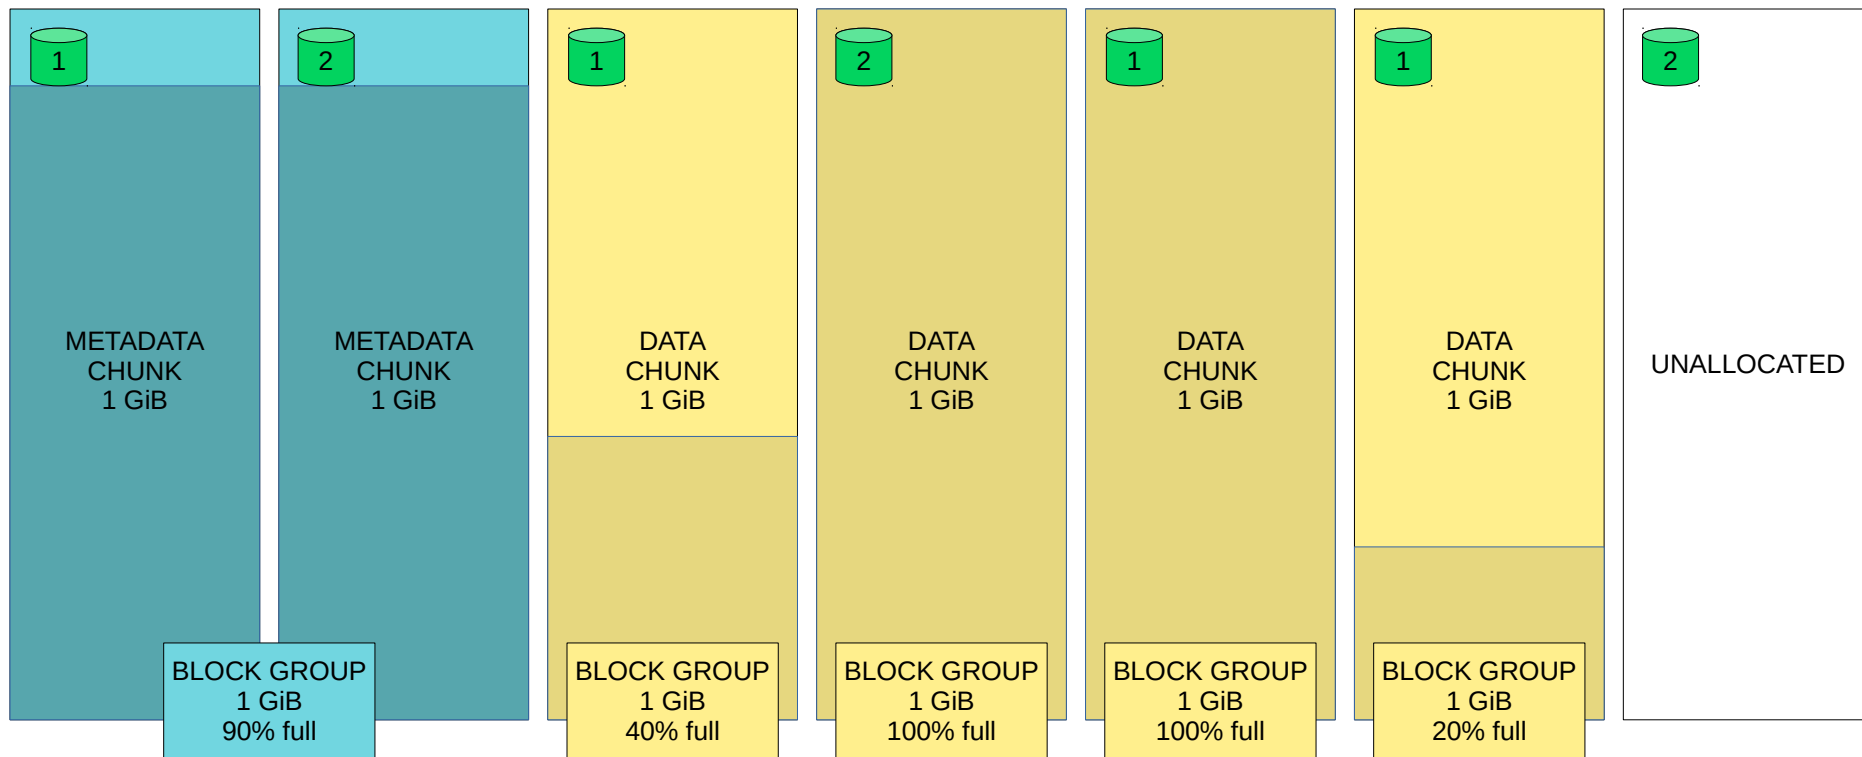 1
2
1
2
1
1
2
METADATA
CHUNK
1 GiB
METADATA
CHUNK
1 GiB
DATA
CHUNK
1 GiB
DATA
CHUNK
1 GiB
DATA
CHUNK
1 GiB
DATA
CHUNK
1 GiB
UNALLOCATED
BLOCK GROUP
1 GiB
90% full
BLOCK GROUP
1 GiB
40% full
BLOCK GROUP
1 GiB
100% full
BLOCK GROUP
1 GiB
100% full
BLOCK GROUP
1 GiB
20% full